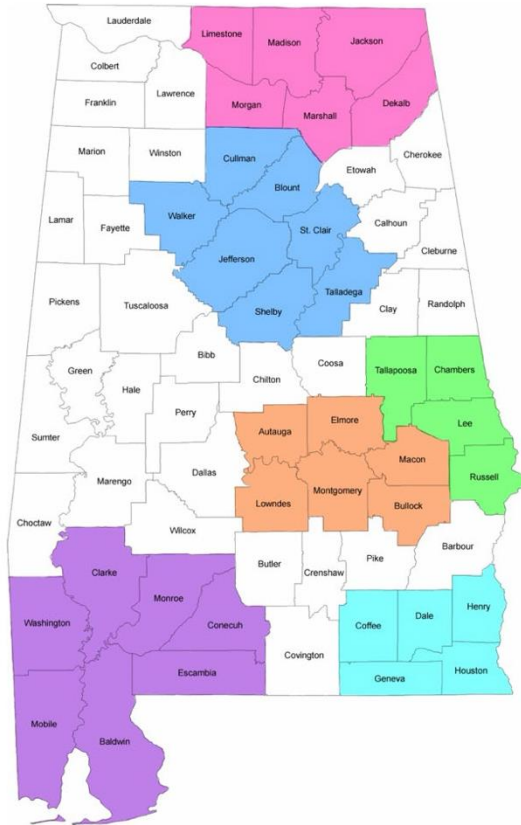 Lauderdale
Limestone
Madison
Jackson
Colbert
Lawrence
Franklin
Morgan
Marshall
Dekalb
Marion
Winston
Cullman
Blount
Etowah
Cherokee
Lamar
Fayette
Walker
St. Clair
Calhoun
Jefferson
Cleburne
Pickens
Tuscaloosa
Shelby
Talladega
Clay
Randolph
Green
Bibb
Hale
Chilton
Coosa
Tallapoosa
Chambers
Perry
Sumter
Autauga
Elmore
Lee
Macon
Marengo
Dallas
Russell
Lowndes
Montgomery
Bullock
Choctaw
Wilcox
Barbour
Clarke
Butler
Crenshaw
Pike
Monroe
Washington
Conecuh
Coffee
Dale
Henry
Escambia
Covington
Geneva
Houston
Mobile
Baldwin